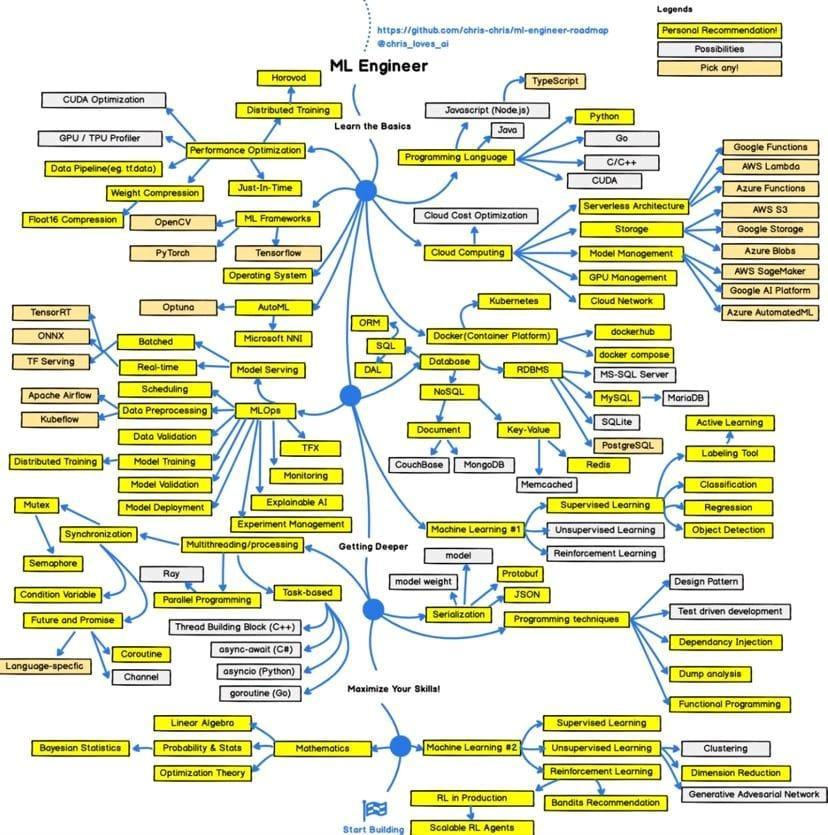 Legends
https://github.com/chris-chris/ml-engineer-roadmap
@chris_loves_ai
Personal Recommendation!
Possibilities
Pick any!
ML Engineer
Learn the Basics
Horovod
Distributed Training
CUDA Optimization
GPU / TPU Profiler
Performance Optimization
Data Pipeline(eg. tf.data)
Weight Compression
Just-In-Time
Float16 Compression
OpenCV
ML Frameworks
PyTorch
Tensorflow
Operating System
TypeScript
Javascript (Node.js)
Java
Python
Programming Language
Go
C/C++
CUDA
Cloud Cost Optimization
Cloud Computing
Serverless Architecture
Storage
Model Management
GPU Management
Cloud Network
Google Functions
AWS Lambda
Azure Functions
AWS S3
Google Storage
Azure Blobs
AWS SageMaker
Google AI Platform
Azure AutomatedML
Optuna
AutoML
Microsoft NNI
TensorRT
ONNX
TF Serving
Batched
Real-time
Model Serving
Scheduling
Apache Airflow
Data Preprocessing
MLOps
Kubeflow
Data Validation
Distributed Training
Model Training
Model Validation
Model Deployment
TFX
Monitoring
Explainable AI
Experiment Management
Kubernetes
Docker(Container Platform)
docker.hub
docker compose
ORM
SQL
DAL
Database
RDBMS
MS-SQL Server
MySQL
MariaDB
SQLite
PostgreSQL
NoSQL
Document
Key-Value
CouchBase
MongoDB
Redis
Memcached
Active Learning
Labeling Tool
Classification
Regression
Object Detection
Machine Learning #1
Supervised Learning
Unsupervised Learning
Reinforcement Learning
Getting Deeper
Mutex
Synchronization
Semaphore
Condition Variable
Future and Promise
Language-specfic
Coroutine
Channel
Multithreading/processing
Ray
Parallel Programming
Task-based
Thread Building Block (C++)
async-await (C#)
asyncio (Python)
goroutine (Go)
model
model weight
Protobuf
JSON
Serialization
Programming techniques
Design Pattern
Test driven development
Dependancy Injection
Dump analysis
Functional Programming
Maximize Your Skills!
Linear Algebra
Bayesian Statistics
Probability & Stats
Mathematics
Optimization Theory
Machine Learning #2
Supervised Learning
Unsupervised Learning
Reinforcement Learning
Clustering
Dimension Reduction
Generative Advesarial Network
RL in Production
Bandits Recommendation
Scalable RL Agents
Start Building